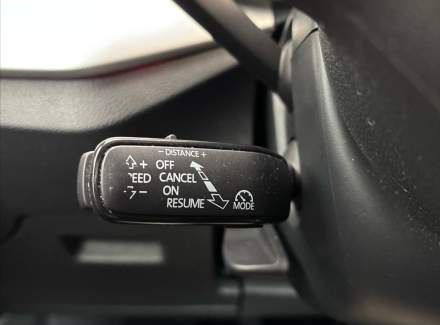 − DISTANCE +
+ OFF
EED CANCEL
− ON
RESUME MODE